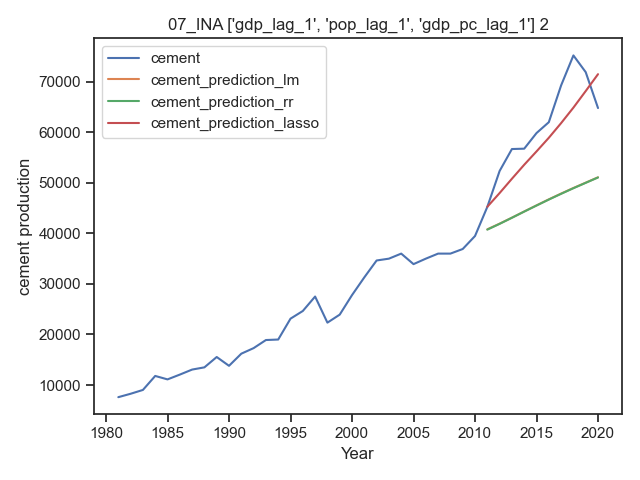 07_INA ['gdp_lag_1', 'pop_lag_1', 'gdp_pc_lag_1'] 2
cement
cement_prediction_lm
cement_prediction_rr
cement_prediction_lasso
cement production
70000
60000
50000
40000
30000
20000
10000
1980 1985 1990 1995 2000 2005 2010 2015 2020
Year